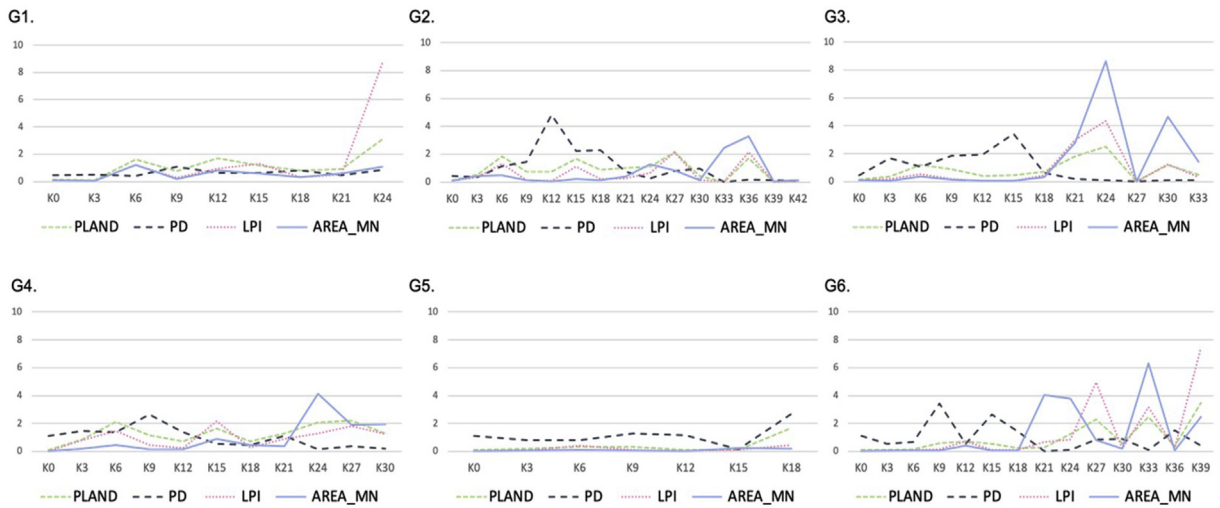 G1.
10
8
6
4
2
0
K0 K3 K6 K9 K12 K15 K18 K21 K24
PLAND PD LPI AREA_MN
G2.
10
8
6
4
2
0
K0 K3 K6 K9 K12 K15 K18 K21 K24 K27 K30 K33 K36 K39 K42
PLAND PD LPI AREA_MN
G3.
10
8
6
4
2
0
K0 K3 K6 K9 K12 K15 K18 K21 K24 K27 K30 K33
PLAND PD LPI AREA_MN
G4.
10
8
6
4
2
0
K0 K3 K6 K9 K12 K15 K18 K21 K24 K27 K30
PLAND PD LPI AREA_MN
G5.
10
8
6
4
2
0
K0 K3 K6 K9 K12 K15 K18
PLAND PD LPI AREA_MN
G6.
10
8
6
4
2
0
K0 K3 K6 K9 K12 K15 K18 K21 K24 K27 K30 K33 K36 K39
PLAND PD LPI AREA_MN